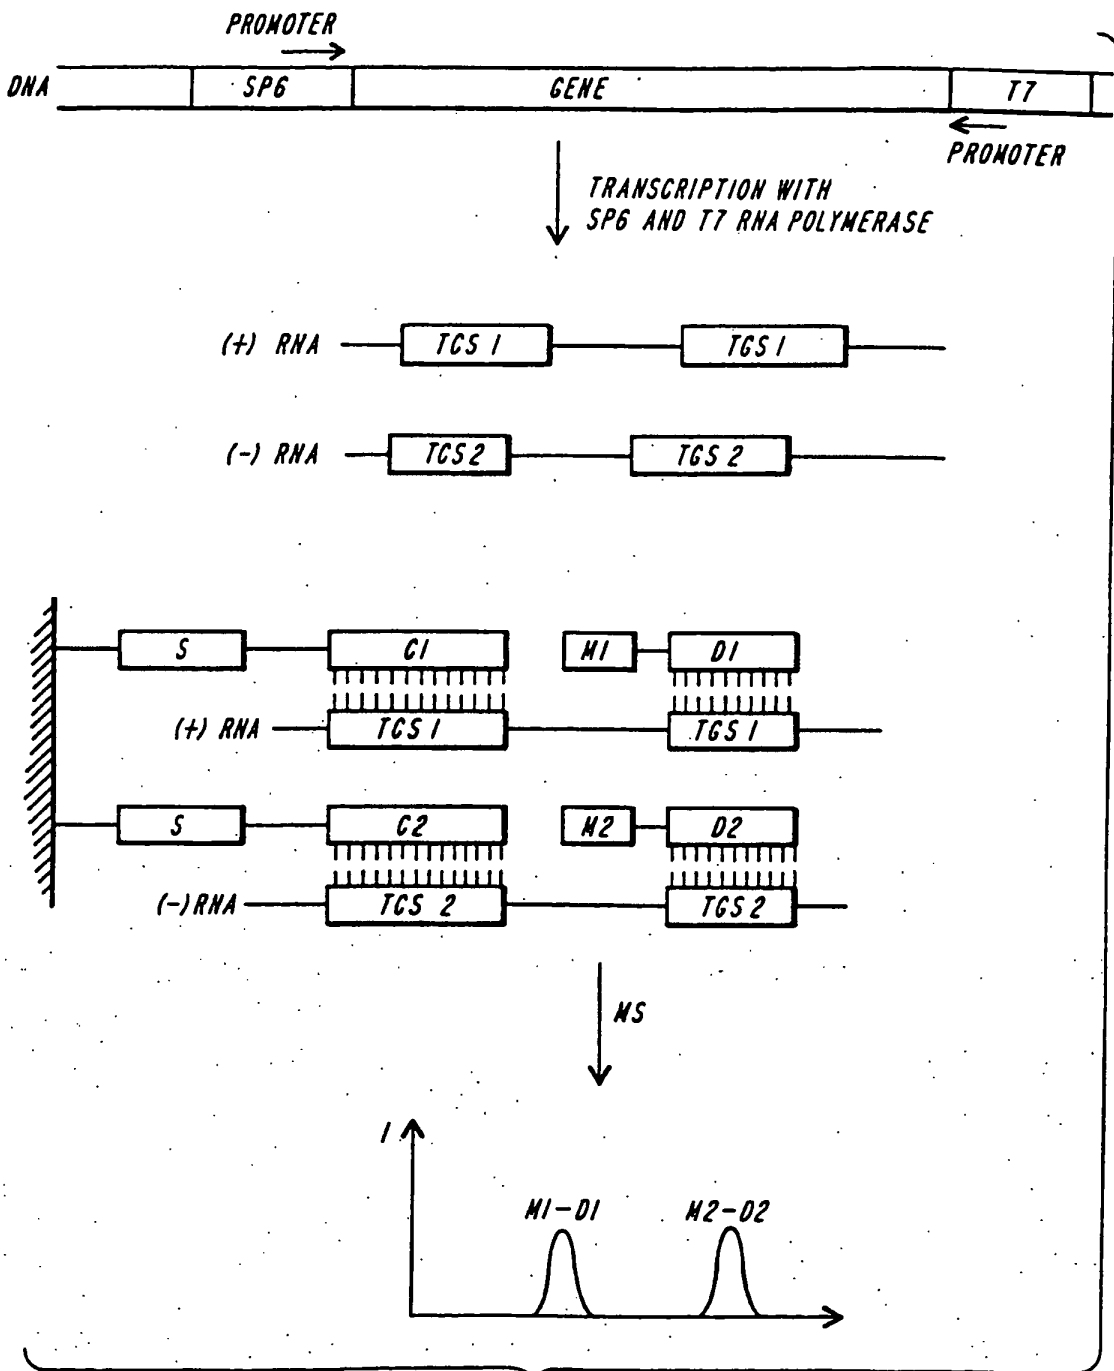 PROMOTER
DNA SP6 GENE T7
PROMOTER
TRANSCRIPTION WITH
SP6 AND T7 RNA POLYMERASE
(+) RNA TCS 1 TGS 1
(-) RNA TCS 2 TGS 2
S C1 M1 D1
(+) RNA TCS 1 TGS 1
S C2 M2 D2
(-) RNA TCS 2 TGS 2
MS
I
M1-D1 M2-D2